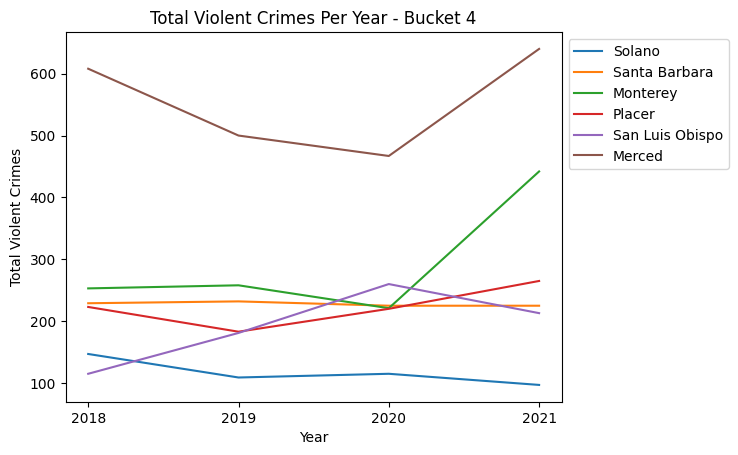 Total Violent Crimes Per Year - Bucket 4
Total Violent Crimes
600
500
400
300
200
100
2018
2019
2020
2021
Year
Solano
Santa Barbara
Monterey
Placer
San Luis Obispo
Merced